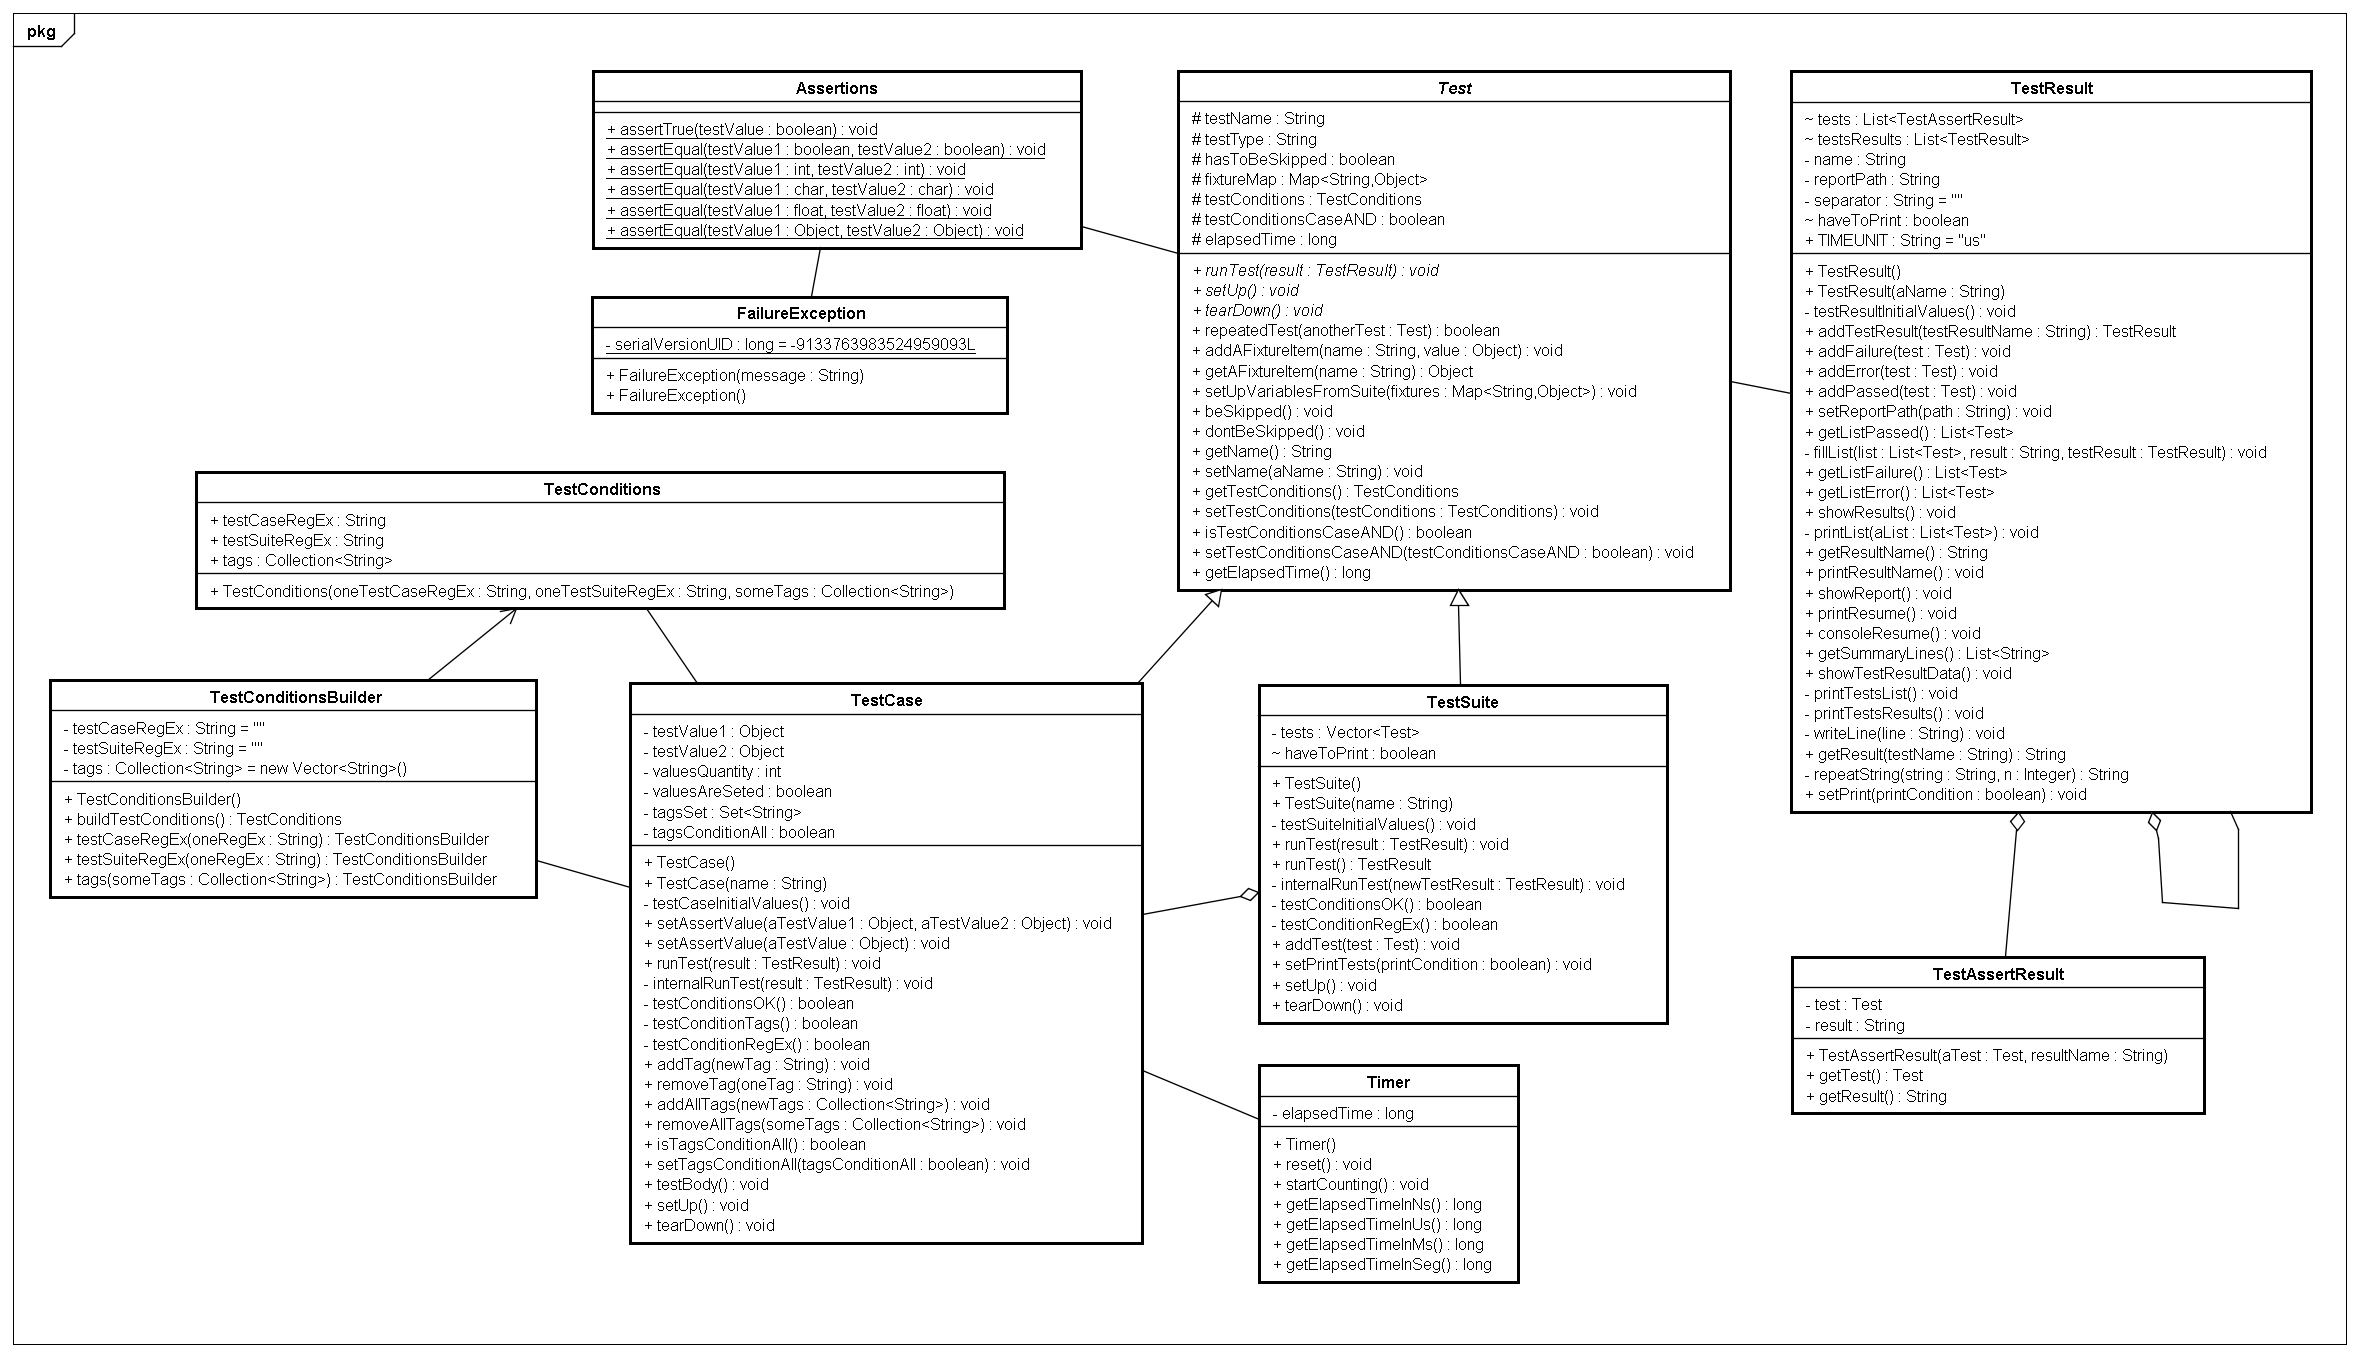 pkg
Assertions
+ assertTrue(testValue : boolean) : void
+ assertEqual(testValue1 : boolean, testValue2 : boolean) : void
+ assertEqual(testValue1 : int, testValue2 : int) : void
+ assertEqual(testValue1 : char, testValue2 : char) : void
+ assertEqual(testValue1 : float, testValue2 : float) : void
+ assertEqual(testValue1 : Object, testValue2 : Object) : void
FailureException
- serialVersionUID : long = -9133763983524959093L
+ FailureException(message : String)
+ FailureException()
Test
# testName : String
# testType : String
# hasToBeSkipped : boolean
# fixtureMap : Map<String,Object>
# testConditions : TestConditions
# testConditionsCaseAND : boolean
# elapsedTime : long
+ runTest(result : TestResult) : void
+ setUp() : void
+ tearDown() : void
+ repeatedTest(anotherTest : Test) : boolean
+ addAFixtureItem(name : String, value : Object) : void
+ getAFixtureItem(name : String) : Object
+ setUpVariablesFromSuite(fixtures : Map<String,Object>) : void
+ beSkipped() : void
+ dontBeSkipped() : void
+ getName() : String
+ setName(aName : String) : void
+ getTestConditions() : TestConditions
+ setTestConditions(testConditions : TestConditions) : void
+ isTestConditionsCaseAND() : boolean
+ setTestConditionsCaseAND(testConditionsCaseAND : boolean) : void
+ getElapsedTime() : long
TestResult
~ tests : List<TestAssertResult>
~ testsResults : List<TestResult>
- name : String
- reportPath : String
- separator : String = ""
~ haveToPrint : boolean
+ TIMEUNIT : String = "us"
+ TestResult()
+ TestResult(aName : String)
- testResultInitialValues() : void
+ addTestResult(testResultName : String) : TestResult
+ addFailure(test : Test) : void
+ addError(test : Test) : void
+ addPassed(test : Test) : void
+ setReportPath(path : String) : void
+ getListPassed() : List<Test>
- fillList(list : List<Test>, result : String, testResult : TestResult) : void
+ getListFailure() : List<Test>
+ getListError() : List<Test>
+ showResults() : void
- printList(aList : List<Test>) : void
+ getResultName() : String
+ printResultName() : void
+ showReport() : void
+ printResume() : void
+ consoleResume() : void
+ getSummaryLines() : List<String>
+ showTestResultData() : void
- printTestsList() : void
- printTestsResults() : void
- writeLine(line : String) : void
+ getResult(testName : String) : String
- repeatString(string : String, n : Integer) : String
+ setPrint(printCondition : boolean) : void
TestConditions
+ testCaseRegEx : String
+ testSuiteRegEx : String
+ tags : Collection<String>
+ TestConditions(oneTestCaseRegEx : String, oneTestSuiteRegEx : String, someTags : Collection<String>)
TestConditionsBuilder
- testCaseRegEx : String = ""
- testSuiteRegEx : String = ""
- tags : Collection<String> = new Vector<String>()
+ TestConditionsBuilder()
+ buildTestConditions() : TestConditions
+ testCaseRegEx(oneRegEx : String) : TestConditionsBuilder
+ testSuiteRegEx(oneRegEx : String) : TestConditionsBuilder
+ tags(someTags : Collection<String>) : TestConditionsBuilder
TestCase
- testValue1 : Object
- testValue2 : Object
- valuesQuantity : int
- valuesAreSeted : boolean
- tagsSet : Set<String>
- tagsConditionAll : boolean
+ TestCase()
+ TestCase(name : String)
- testCaseInitialValues() : void
+ setAssertValue(aTestValue1 : Object, aTestValue2 : Object) : void
+ setAssertValue(aTestValue : Object) : void
+ runTest(result : TestResult) : void
- internalRunTest(result : TestResult) : void
- testConditionsOK() : boolean
- testConditionTags() : boolean
- testConditionRegEx() : boolean
+ addTag(newTag : String) : void
+ removeTag(oneTag : String) : void
+ addAllTags(newTags : Collection<String>) : void
+ removeAllTags(someTags : Collection<String>) : void
+ isTagsConditionAll() : boolean
+ setTagsConditionAll(tagsConditionAll : boolean) : void
+ testBody() : void
+ setUp() : void
+ tearDown() : void
TestSuite
- tests : Vector<Test>
~ haveToPrint : boolean
+ TestSuite()
+ TestSuite(name : String)
- testSuiteInitialValues() : void
+ runTest(result : TestResult) : void
+ runTest() : TestResult
- internalRunTest(newTestResult : TestResult) : void
- testConditionsOK() : boolean
- testConditionRegEx() : boolean
+ addTest(test : Test) : void
+ setPrintTests(printCondition : boolean) : void
+ setUp() : void
+ tearDown() : void
Timer
- elapsedTime : long
+ Timer()
+ reset() : void
+ startCounting() : void
+ getElapsedTimeInNs() : long
+ getElapsedTimeInUs() : long
+ getElapsedTimeInMs() : long
+ getElapsedTimeInSeg() : long
TestAssertResult
- test : Test
- result : String
+ TestAssertResult(aTest : Test, resultName : String)
+ getTest() : Test
+ getResult() : String